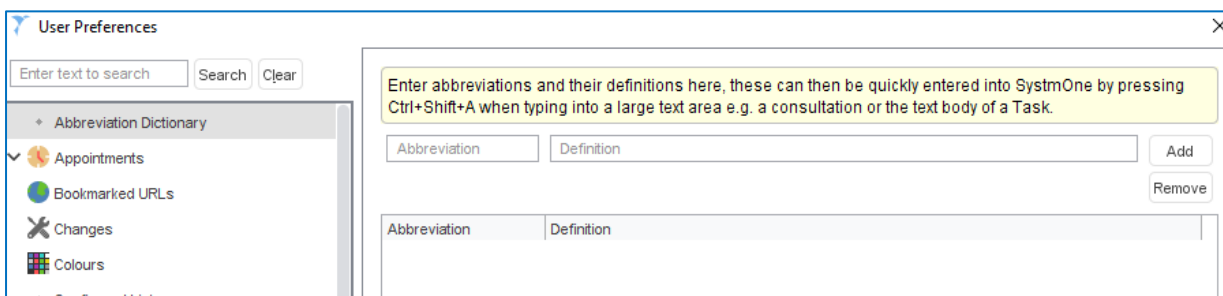 User Preferences
Enter text to search
Search
Clear
Abbreviation Dictionary
Appointments
Bookmarked URLs
Changes
Colours
Enter abbreviations and their definitions here, these can then be quickly entered into SystmOne by pressing
Ctrl+Shift+A when typing into a large text area e.g. a consultation or the text body of a Task.
Abbreviation
Definition
Add
Remove
Abbreviation
Definition